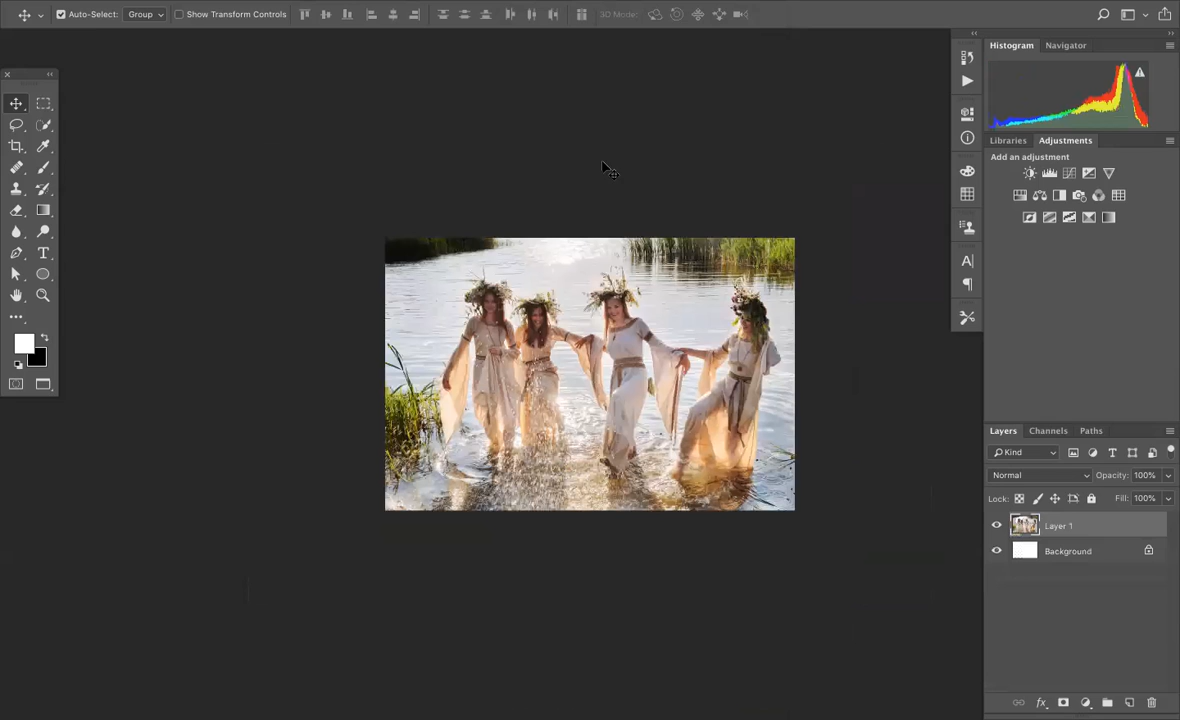 Auto-Select: Group Show Transform Controls 3D Mode:
Histogram Navigator
Libraries Adjustments
Add an adjustment
Layers Channels Paths
Kind
Normal Opacity: 100%
Lock: Fill: 100%
Layer 1
Background